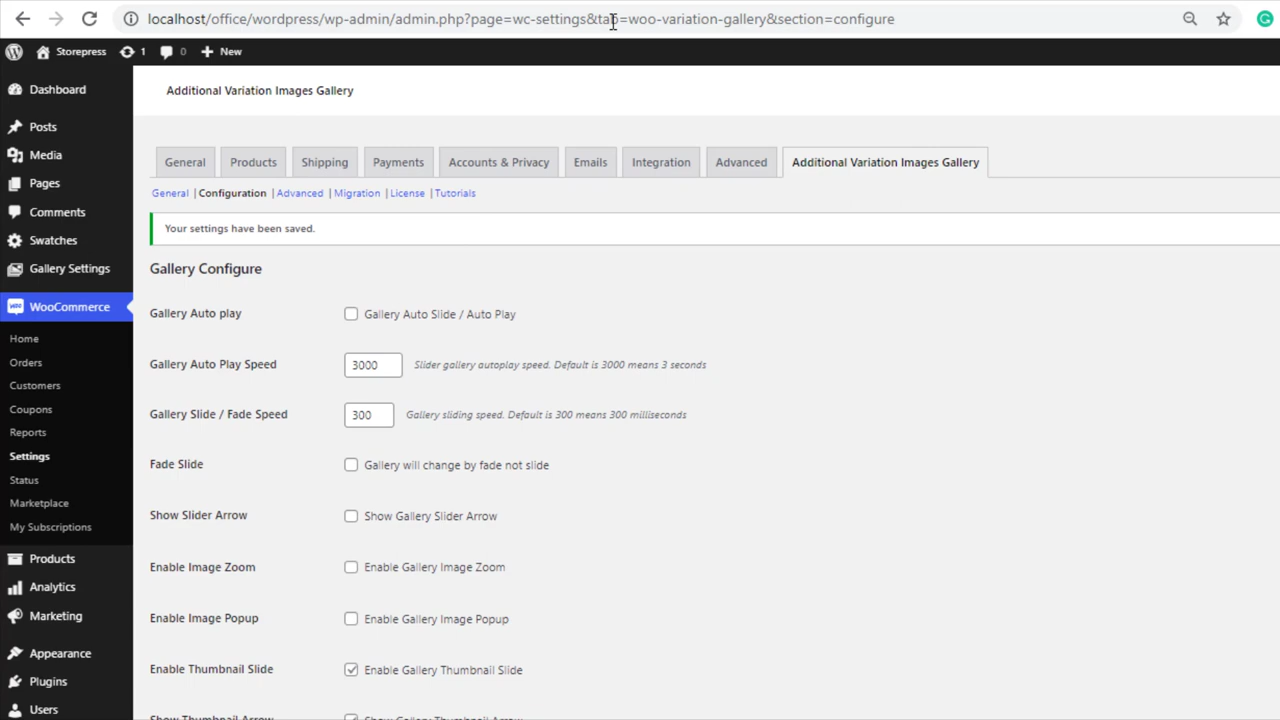 localhost/office/wordpress/wp-admin/admin.php?page=wc-settings&tab=woo-variation-gallery&section=configure
Storepress 1 0 New
Dashboard
Posts
Media
Pages
Comments
Swatches
Gallery Settings
WooCommerce
Home
Orders
Customers
Coupons
Reports
Settings
Status
Marketplace
My Subscriptions
Products
Analytics
Marketing
Appearance
Plugins
Users
Additional Variation Images Gallery
General Products Shipping Payments Accounts & Privacy Emails Integration Advanced Additional Variation Images Gallery
General | Configuration | Advanced | Migration | License | Tutorials
Your settings have been saved.
Gallery Configure
Gallery Auto play Gallery Auto Slide / Auto Play
Gallery Auto Play Speed 3000 Slider gallery autoplay speed. Default is 3000 means 3 seconds
Gallery Slide / Fade Speed 300 Gallery sliding speed. Default is 300 means 300 milliseconds
Fade Slide Gallery will change by fade not slide
Show Slider Arrow Show Gallery Slider Arrow
Enable Image Zoom Enable Gallery Image Zoom
Enable Image Popup Enable Gallery Image Popup
Enable Thumbnail Slide Enable Gallery Thumbnail Slide
Show Thumbnail Arrow Show Gallery Thumbnail Arrow